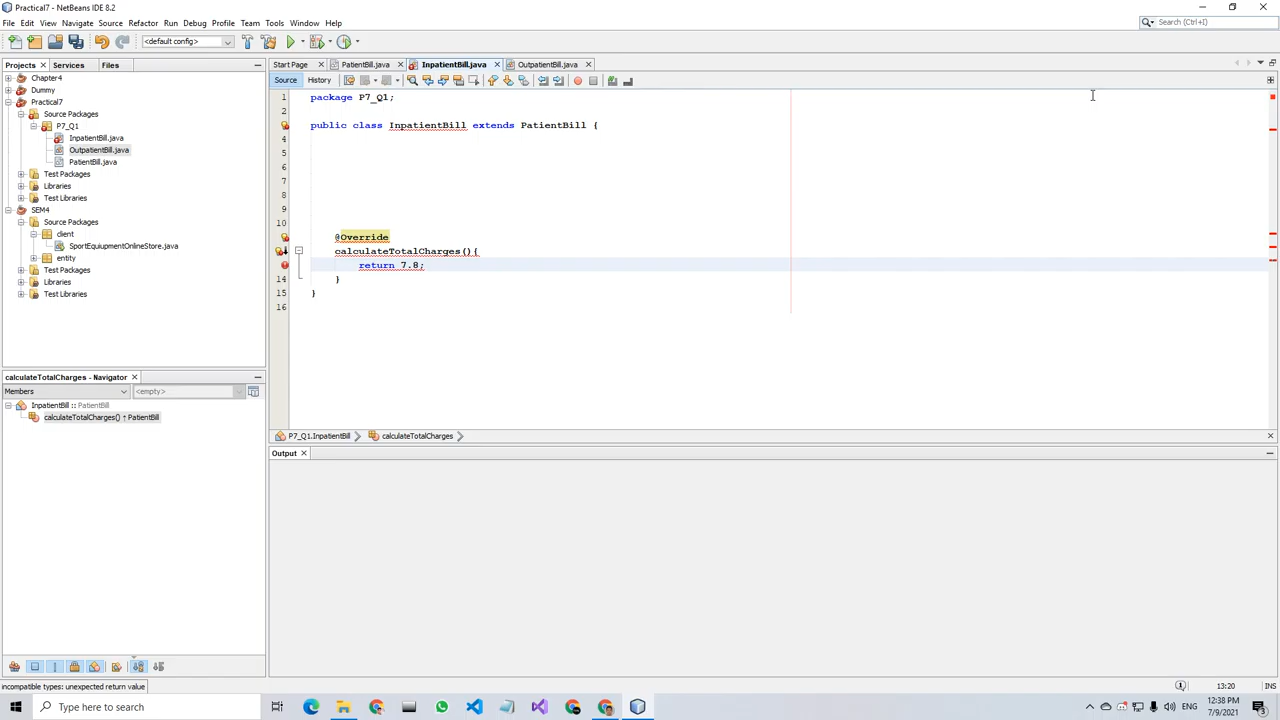 Practical7 - NetBeans IDE 8.2
File Edit View Navigate Source Refactor Run Debug Profile Team Tools Window Help
Search (Ctrl+I)
<default config>
Projects Services Files
Start Page PatientBill.java InpatientBill.java OutpatientBill.java
Source History
Chapter4
Dummy
Practical7
Source Packages
P7_Q1
InpatientBill.java
OutpatientBill.java
PatientBill.java
Test Packages
Libraries
Test Libraries
SEM4
Source Packages
client
SportEquiupmentOnlineStore.java
entity
Test Packages
Libraries
Test Libraries
1 package P7_Q1;
2
public class InpatientBill extends PatientBill {
4
5
6
7
8
9
10
@Override
calculateTotalCharges(){
return 7.8;
14 }
15 }
16
calculateTotalCharges - Navigator
Members <empty>
InpatientBill :: PatientBill
calculateTotalCharges() ↑ PatientBill
P7_Q1.InpatientBill calculateTotalCharges
Output
incompatible types: unexpected return value
13:20 INS
Type here to search
ENG
12:38 PM
7/9/2021
3